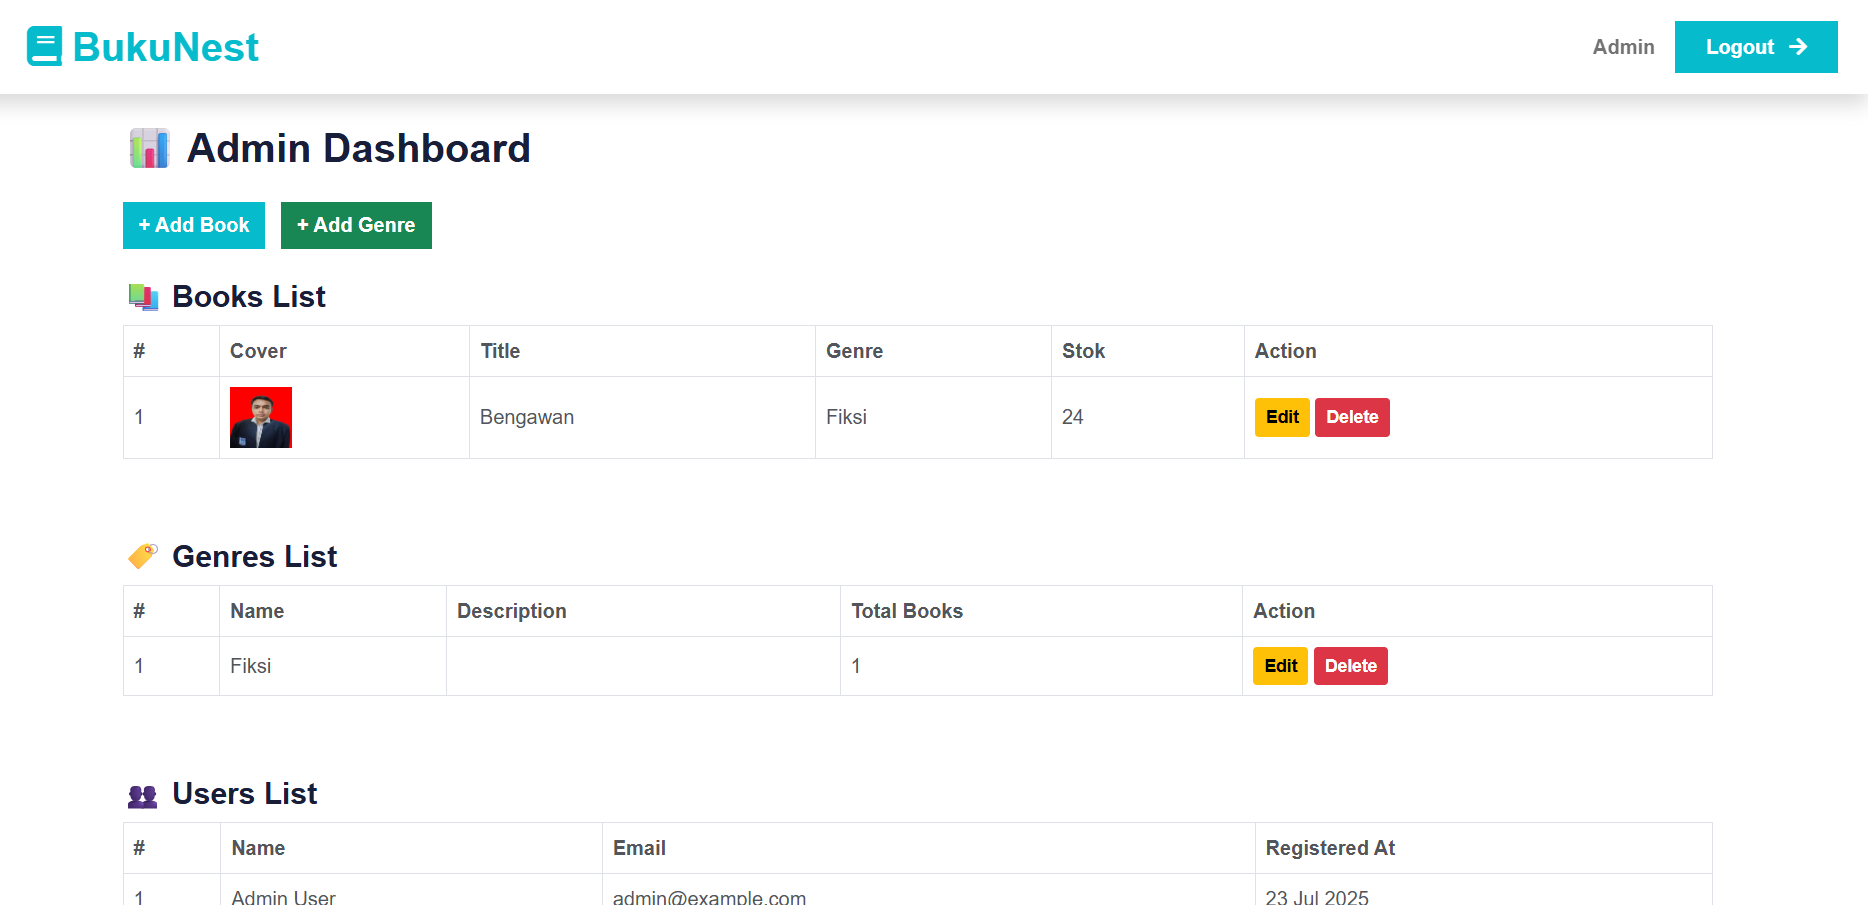 BukuNest
Admin
Logout
Admin Dashboard
+ Add Book
+ Add Genre
Books List
# Cover Title Genre Stok Action
1 Bengawan Fiksi 24 Edit Delete
Genres List
# Name Description Total Books Action
1 Fiksi 1 Edit Delete
Users List
# Name Email Registered At
1 Admin User admin@example.com 23 Jul 2025